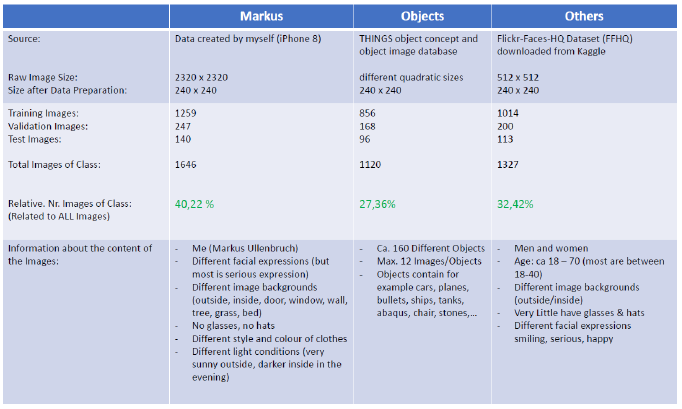 Markus Objects Others
Source: Data created by myself (iPhone 8) THINGS object concept and Flickr-Faces-HQ Dataset (FFHQ)
object image database downloaded from Kaggle
Raw Image Size: 2320 x 2320 different quadratic sizes 512 x 512
Size after Data Preparation: 240 x 240 240 x 240 240 x 240
Training Images: 1259 856 1014
Validation Images: 247 168 200
Test Images: 140 96 113
Total Images of Class: 1646 1120 1327
Relative. Nr. Images of Class: 40,22 % 27,36% 32,42%
(Related to ALL Images)
Information about the content of - Me (Markus Ullenbruch) - Ca. 160 Different Objects - Men and women
the Images: - Different facial expressions (but - Max. 12 Images/Objects - Age: ca 18 – 70 (most are between
most is serious expression) - Objects contain for 18-40)
- Different image backgrounds example cars, planes, - Different image backgrounds
(outside, inside, door, window, wall, bullets, ships, tanks, (outside/inside)
tree, grass, bed) abaqus, chair, stones,... - Very Little have glasses & hats
- No glasses, no hats - Different facial expressions
- Different style and colour of clothes smiling, serious, happy
- Different light conditions (very
sunny outside, darker inside in the
evening)